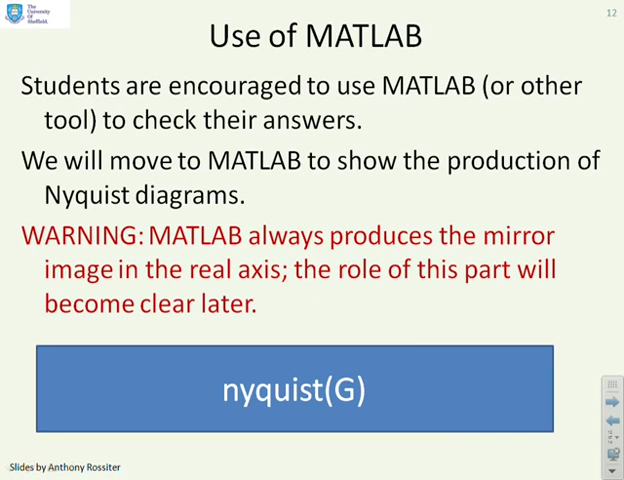 The
University
Of
Sheffield.
12
Use of MATLAB
Students are encouraged to use MATLAB (or other
tool) to check their answers.
We will move to MATLAB to show the production of
Nyquist diagrams.
WARNING: MATLAB always produces the mirror
image in the real axis; the role of this part will
become clear later.
nyquist(G)
Slides by Anthony Rossiter